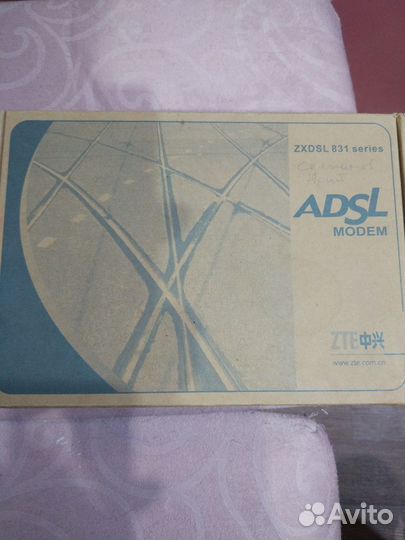 ZXDSL 831 series
ADSL
MODEM
ZTE中兴
www.zte.com.cn
Avito